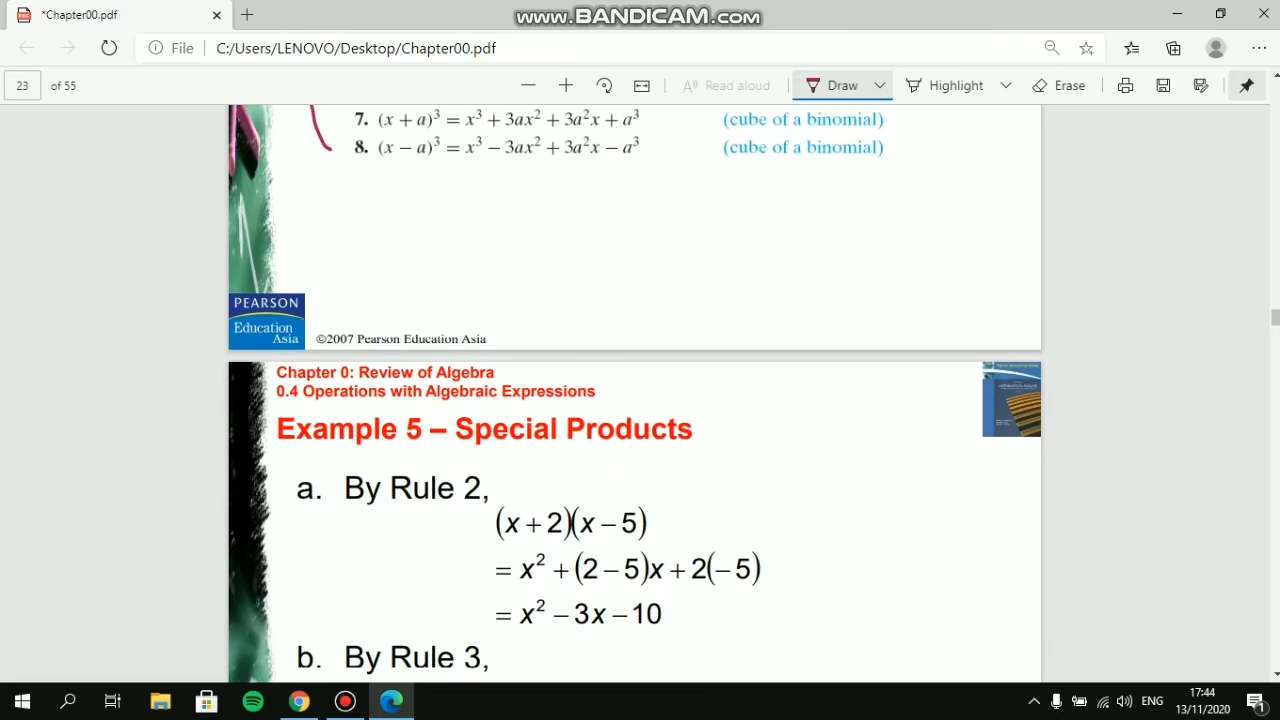 www.BANDICAM.com
*Chapter00.pdf
File
C:/Users/LENOVO/Desktop/Chapter00.pdf
23 of 55
Read aloud
Draw
Highlight
Erase
7. (x + a)³ = x³ + 3ax² + 3a²x + a³ (cube of a binomial)
8. (x − a)³ = x³ − 3ax² + 3a²x − a³ (cube of a binomial)
PEARSON
Education
Asia
©2007 Pearson Education Asia
Chapter 0: Review of Algebra
0.4 Operations with Algebraic Expressions
Example 5 – Special Products
a. By Rule 2,
(x + 2)(x − 5)
= x² + (2 − 5)x + 2(− 5)
= x² − 3x − 10
b. By Rule 3,
ENG
17:44
13/11/2020
1